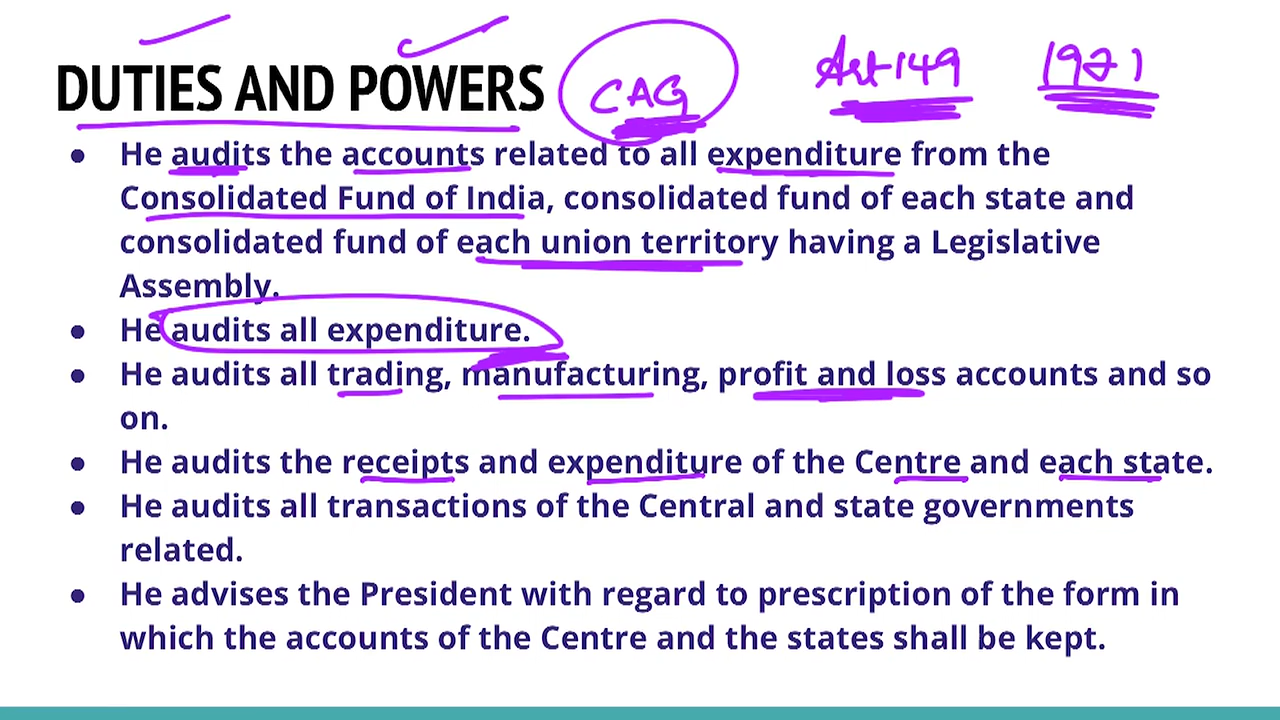 DUTIES AND POWERS CAG Art 149 1971
• He audits the accounts related to all expenditure from the
Consolidated Fund of India, consolidated fund of each state and
consolidated fund of each union territory having a Legislative
Assembly.
• He audits all expenditure.
• He audits all trading, manufacturing, profit and loss accounts and so
on.
• He audits the receipts and expenditure of the Centre and each state.
• He audits all transactions of the Central and state governments
related.
• He advises the President with regard to prescription of the form in
which the accounts of the Centre and the states shall be kept.